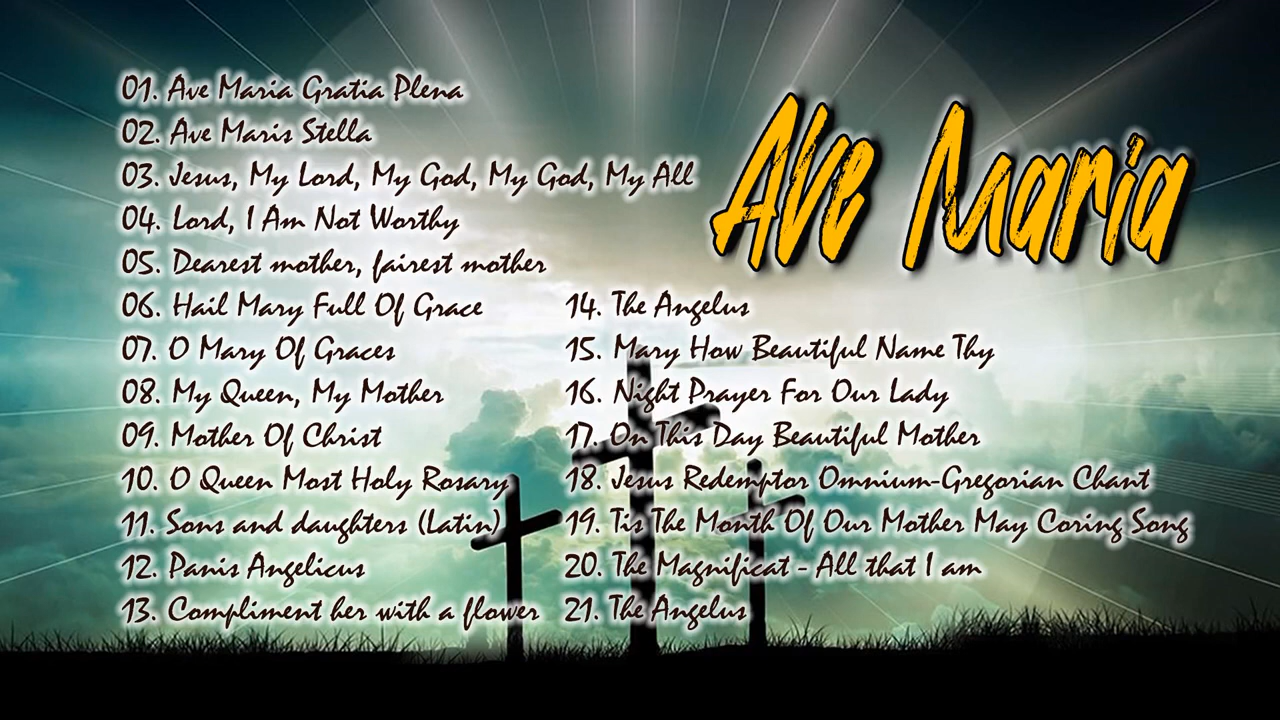 Ave Maria
01. Ave Maria Gratia Plena
02. Ave Maris Stella
03. Jesus, My Lord, My God, My God, My All
04. Lord, I Am Not Worthy
05. Dearest mother, fairest mother
06. Hail Mary Full Of Grace
07. O Mary Of Graces
08. My Queen, My Mother
09. Mother Of Christ
10. O Queen Most Holy Rosary
11. Sons and daughters (Latin)
12. Panis Angelicus
13. Compliment her with a flower
14. The Angelus
15. Mary How Beautiful Name Thy
16. Night Prayer For Our Lady
17. On This Day Beautiful Mother
18. Jesus Redemptor Omnium-Gregorian Chant
19. Tis The Month Of Our Mother May Coring Song
20. The Magnificat - All that I am
21. The Angelus